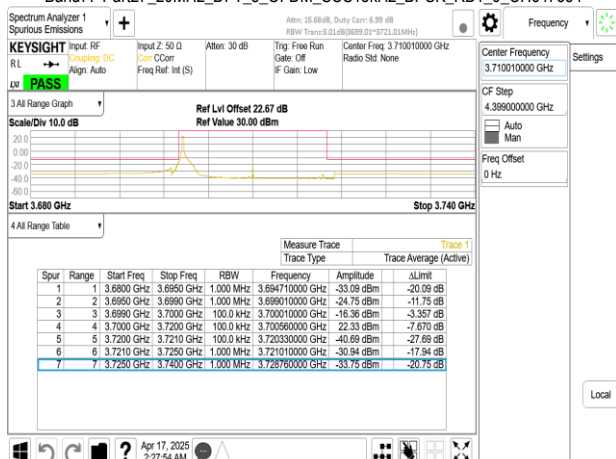 Spectrum Analyzer 1
Spurious Emissions
Attn: 15.68dB, Duty Corr: 6.99 dB
RBW Trans:3.01dB(3699.01*3721.01MHz)
Frequency
KEYSIGHT
RL
PASS
Input: RF
Coupling: DC
Align: Auto
Input Z: 50 Ω
Corr CCorr
Freq Ref: Int (S)
Atten: 30 dB
Trig: Free Run
Gate: Off
IF Gain: Low
Center Freq: 3.710010000 GHz
Radio Std: None
Center Frequency
3.710010000 GHz
Settings
CF Step
4.399000000 GHz
Auto
Man
Freq Offset
0 Hz
3 All Range Graph
Scale/Div 10.0 dB
Ref Lvl Offset 22.67 dB
Ref Value 30.00 dBm
20.0
0.00
-20.0
-40.0
-60.0
Start 3.680 GHz
Stop 3.740 GHz
4 All Range Table
Measure Trace Trace 1
Trace Type Trace Average (Active)
Spur Range Start Freq Stop Freq RBW Frequency Amplitude ΔLimit
1 1 3.6800 GHz 3.6950 GHz 1.000 MHz 3.694710000 GHz -33.09 dBm -20.09 dB
2 2 3.6950 GHz 3.6990 GHz 1.000 MHz 3.699010000 GHz -24.75 dBm -11.75 dB
3 3 3.6990 GHz 3.7000 GHz 100.0 kHz 3.700010000 GHz -16.36 dBm -3.357 dB
4 4 3.7000 GHz 3.7200 GHz 100.0 kHz 3.700560000 GHz 22.33 dBm -7.670 dB
5 5 3.7200 GHz 3.7210 GHz 100.0 kHz 3.720330000 GHz -40.69 dBm -27.69 dB
6 6 3.7210 GHz 3.7250 GHz 1.000 MHz 3.721010000 GHz -30.94 dBm -17.94 dB
7 7 3.7250 GHz 3.7400 GHz 1.000 MHz 3.728760000 GHz -33.75 dBm -20.75 dB
Local
Apr 17, 2025
2:27:54 AM